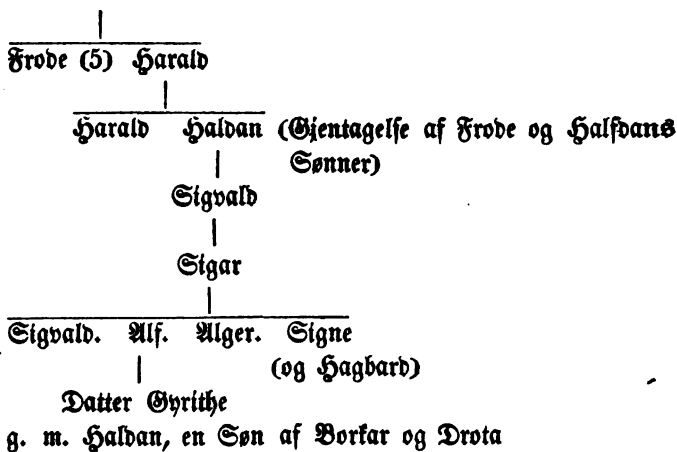 Frode (5) Harald
Harald Haldan (Gjentagelse af Frode og Halfdans
Sønner)
Sigvald
Sigar
Sigvald. Alf. Alger. Signe
(og Hagbard)
Datter Gyrithe
g. m. Haldan, en Søn af Borkar og Drota